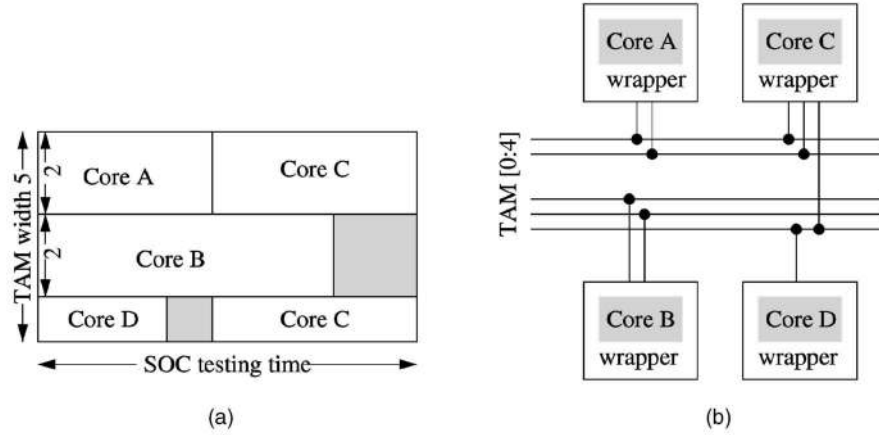 TAM width 5
2
Core A
Core C
2
Core B
Core D
Core C
SOC testing time
(a)
Core A
wrapper
Core C
wrapper
TAM [0:4]
Core B
wrapper
Core D
wrapper
(b)